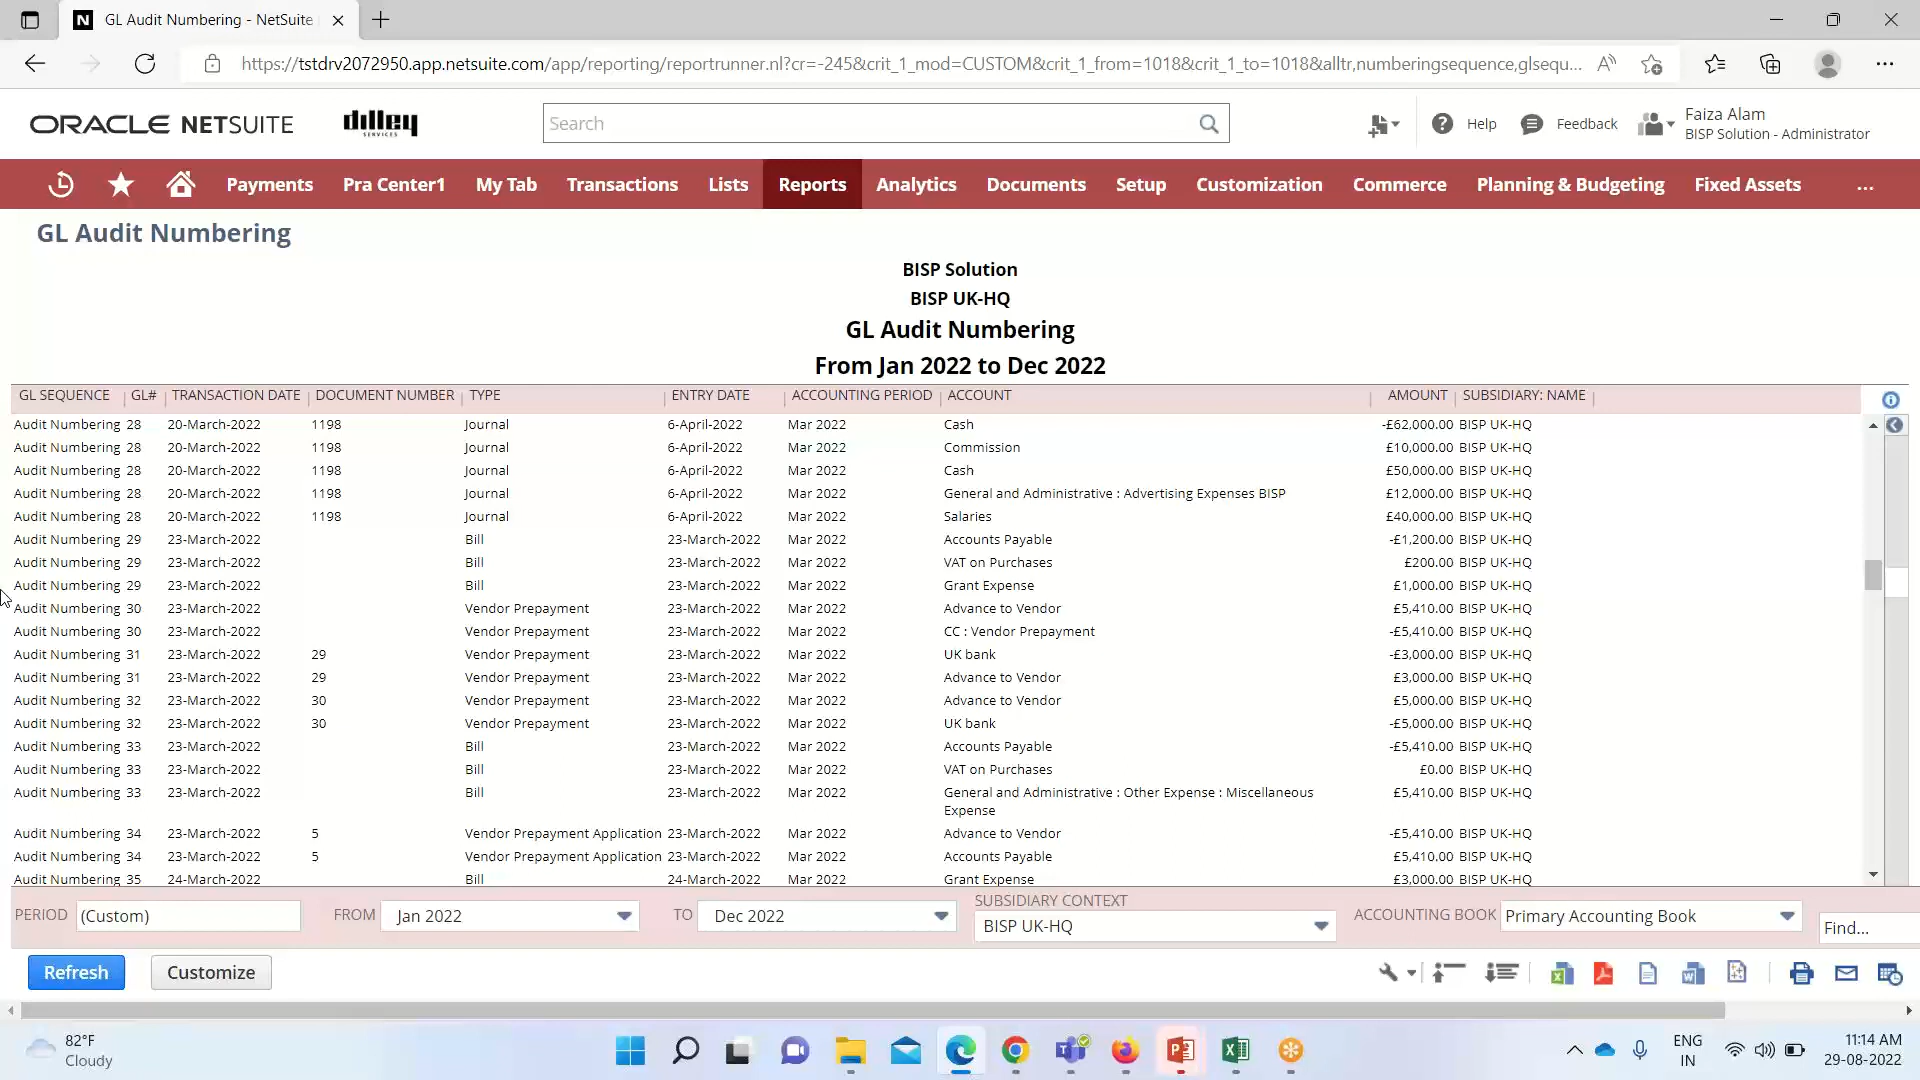 GL Audit Numbering - NetSuite
https://tstdrv2072950.app.netsuite.com/app/reporting/reportrunner.nl?cr=-245&crit_1_mod=CUSTOM&crit_1_from=1018&crit_1_to=1018&alltr,numberingsequence,glsequ...
ORACLE NETSUITE dilley SERVICES Search Help Feedback Faiza Alam
BISP Solution - Administrator
Payments Pra Center1 My Tab Transactions Lists Reports Analytics Documents Setup Customization Commerce Planning & Budgeting Fixed Assets ...
GL Audit Numbering
BISP Solution
BISP UK-HQ
GL Audit Numbering
From Jan 2022 to Dec 2022
GL SEQUENCE GL# TRANSACTION DATE DOCUMENT NUMBER TYPE ENTRY DATE ACCOUNTING PERIOD ACCOUNT AMOUNT SUBSIDIARY: NAME
Audit Numbering 28 20-March-2022 1198 Journal 6-April-2022 Mar 2022 Cash -£62,000.00 BISP UK-HQ
Audit Numbering 28 20-March-2022 1198 Journal 6-April-2022 Mar 2022 Commission £10,000.00 BISP UK-HQ
Audit Numbering 28 20-March-2022 1198 Journal 6-April-2022 Mar 2022 Cash £50,000.00 BISP UK-HQ
Audit Numbering 28 20-March-2022 1198 Journal 6-April-2022 Mar 2022 General and Administrative : Advertising Expenses BISP £12,000.00 BISP UK-HQ
Audit Numbering 28 20-March-2022 1198 Journal 6-April-2022 Mar 2022 Salaries £40,000.00 BISP UK-HQ
Audit Numbering 29 23-March-2022 Bill 23-March-2022 Mar 2022 Accounts Payable -£1,200.00 BISP UK-HQ
Audit Numbering 29 23-March-2022 Bill 23-March-2022 Mar 2022 VAT on Purchases £200.00 BISP UK-HQ
Audit Numbering 29 23-March-2022 Bill 23-March-2022 Mar 2022 Grant Expense £1,000.00 BISP UK-HQ
Audit Numbering 30 23-March-2022 Vendor Prepayment 23-March-2022 Mar 2022 Advance to Vendor £5,410.00 BISP UK-HQ
Audit Numbering 30 23-March-2022 Vendor Prepayment 23-March-2022 Mar 2022 CC : Vendor Prepayment -£5,410.00 BISP UK-HQ
Audit Numbering 31 23-March-2022 29 Vendor Prepayment 23-March-2022 Mar 2022 UK bank -£3,000.00 BISP UK-HQ
Audit Numbering 31 23-March-2022 29 Vendor Prepayment 23-March-2022 Mar 2022 Advance to Vendor £3,000.00 BISP UK-HQ
Audit Numbering 32 23-March-2022 30 Vendor Prepayment 23-March-2022 Mar 2022 Advance to Vendor £5,000.00 BISP UK-HQ
Audit Numbering 32 23-March-2022 30 Vendor Prepayment 23-March-2022 Mar 2022 UK bank -£5,000.00 BISP UK-HQ
Audit Numbering 33 23-March-2022 Bill 23-March-2022 Mar 2022 Accounts Payable -£5,410.00 BISP UK-HQ
Audit Numbering 33 23-March-2022 Bill 23-March-2022 Mar 2022 VAT on Purchases £0.00 BISP UK-HQ
Audit Numbering 33 23-March-2022 Bill 23-March-2022 Mar 2022 General and Administrative : Other Expense : Miscellaneous £5,410.00 BISP UK-HQ
Expense
Audit Numbering 34 23-March-2022 5 Vendor Prepayment Application 23-March-2022 Mar 2022 Advance to Vendor -£5,410.00 BISP UK-HQ
Audit Numbering 34 23-March-2022 5 Vendor Prepayment Application 23-March-2022 Mar 2022 Accounts Payable £5,410.00 BISP UK-HQ
Audit Numbering 35 24-March-2022 Bill 24-March-2022 Mar 2022 Grant Expense £3,000.00 BISP UK-HQ
PERIOD (Custom) FROM Jan 2022 TO Dec 2022 SUBSIDIARY CONTEXT BISP UK-HQ ACCOUNTING BOOK Primary Accounting Book Find...
Refresh Customize
82°F
Cloudy
ENG
IN
11:14 AM
29-08-2022